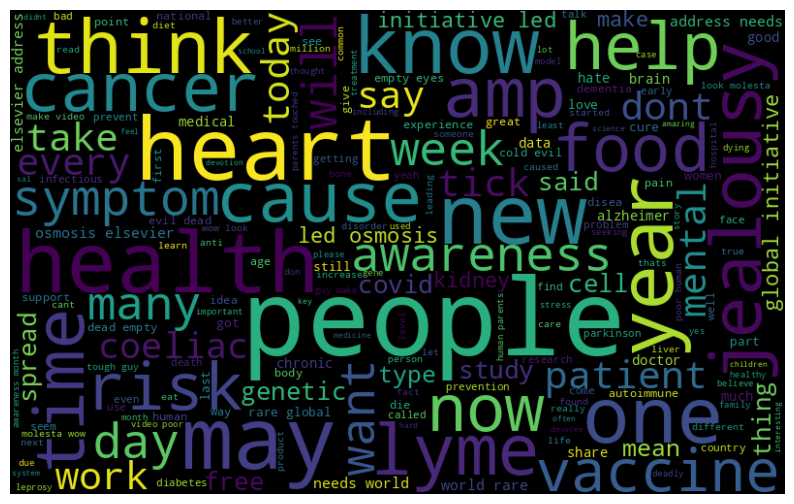 think
know
help
cancer
today
will
initiative led
make
address needs
say
amp
dont
food
heart
take
every
week
tick
said
symptom
cause
new
year
mental
jealousy
global initiative
elsevier address
health
osmosis elsevier
led osmosis
awareness
covid
kidney
cell
alzheimer
many
people
time
spread
coeliac
risk
genetic
type
study
patient
thing
want
now
one
day
may
lyme
vaccine
work
free
mean
share
needs world
world rare
rare global
diabetes
leprosy
autoimmune
country
doctor
parkinson
chronic
dead empty
tough guy
support
idea
got
still
age
disorder
used
increase
gene
please
evil dead
wow look
anti
learn
sai
infectious
first
devotion
medical
prevent
make video
feel
point
national
bad
diet
didnt
read
school
million
see
better
thought
common
treatment
including
give
parents touched
bone
yeah
getting
leading
empty eyes
experience
cold evil
someone
great
data
caused
hate
love
brain
talk
lot
case
model
dementia
early
started
least
cure
science
good
look molesta
amazing
dying
hospital
women
pain
disea
problem
seeking
story
face
true
thats
poor human
well
yes
part
much
children
healthy
believe
family
different
interesting
find
stress
care
human parents
person
let
research
prevention
body
death
last
die
called
fact
level
medicine
key
guy make
don
important
cant
seem
even
use
eat
way
human
month
video poor
product
hard
life
really
often
devotee
code
found
liver
deadly
awareness month
molesta wow
next
due
system